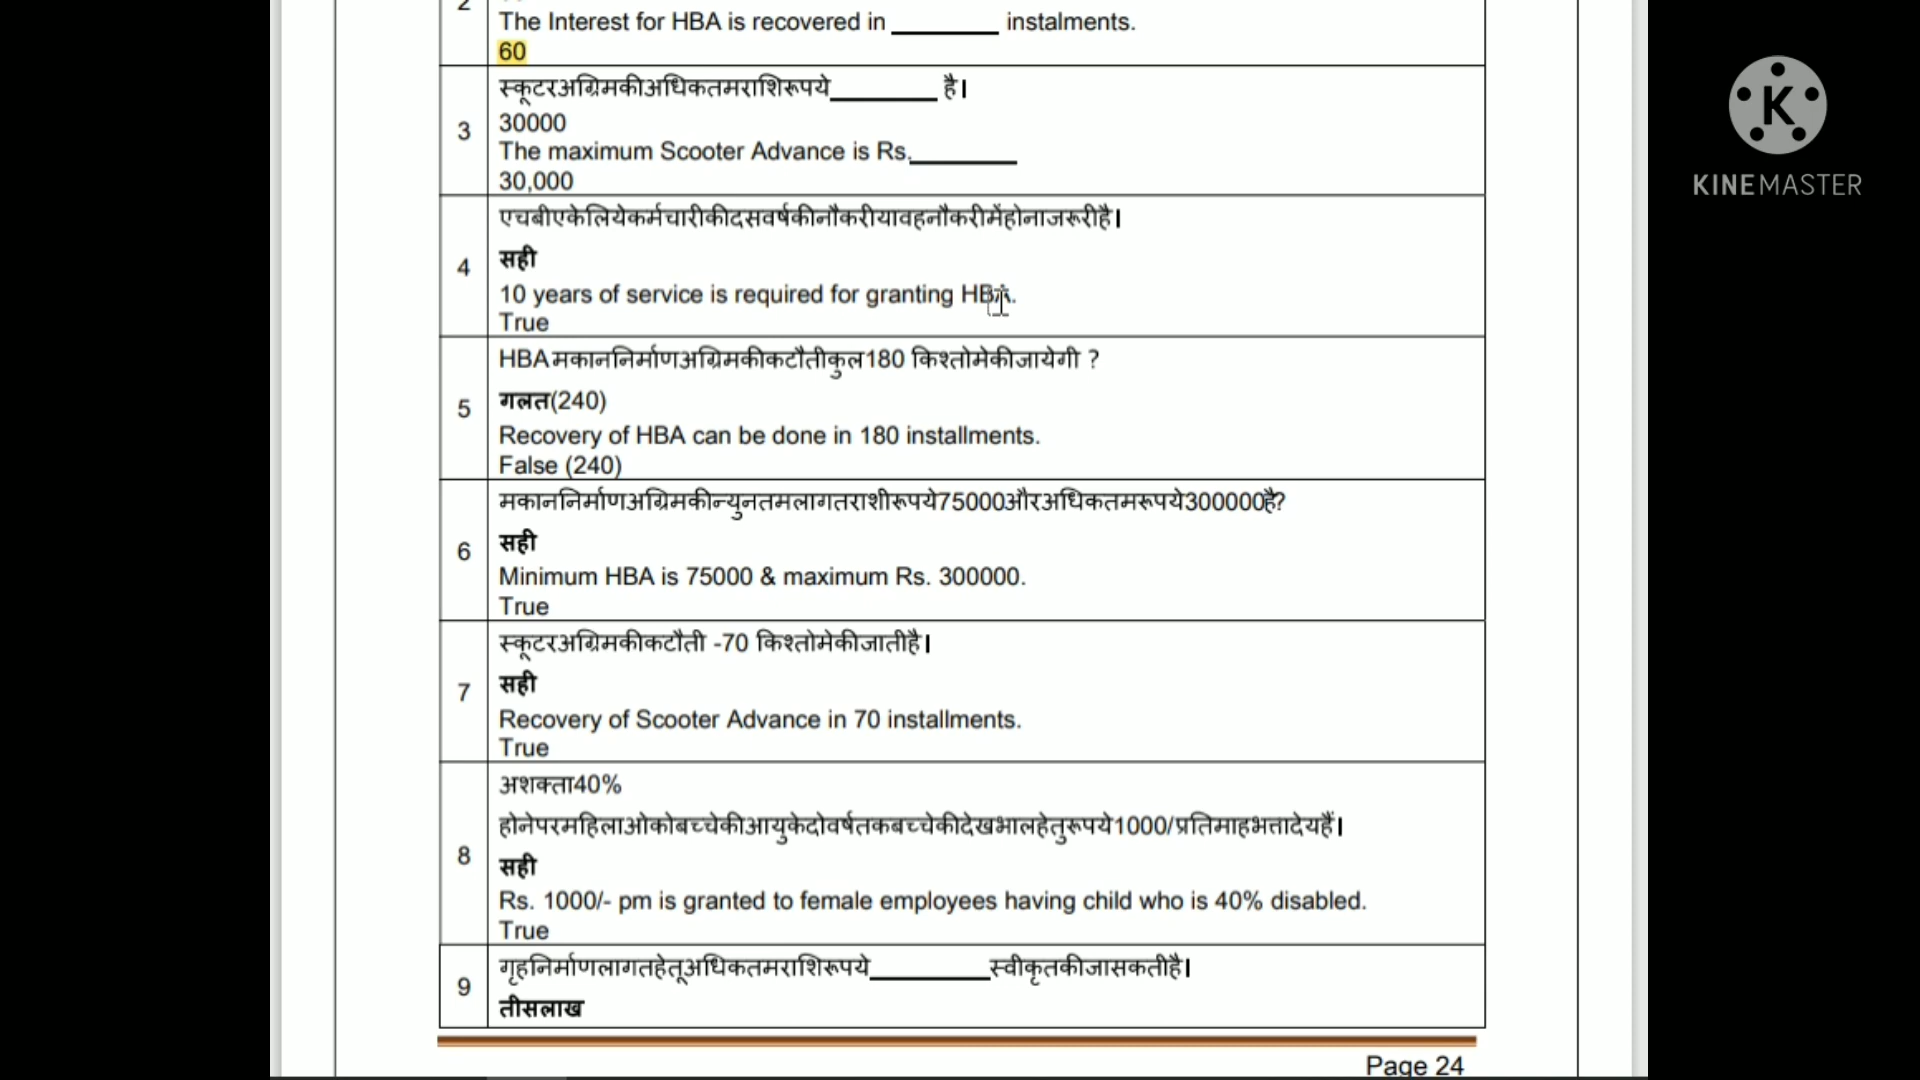 2
The Interest for HBA is recovered in ________ instalments.
60
स्कूटरअग्रिमकीअधिकतमराशिरूपये________ है।
3
30000
The maximum Scooter Advance is Rs.________
30,000
एचबीएकेलियेकर्मचारीकीदसवर्षकीनौकरीयावहनौकरीमेंहोनाजरूरीहै।
4
सही
10 years of service is required for granting HBA.
True
HBAमकाननिर्माणअग्रिमकीकटौतीकुल180 किश्तोमेकीजायेगी ?
5
गलत(240)
Recovery of HBA can be done in 180 installments.
False (240)
मकाननिर्माणअग्रिमकीन्युनतमलागतराशीरूपये75000औरअधिकतमरूपये300000है?
6
सही
Minimum HBA is 75000 & maximum Rs. 300000.
True
स्कूटरअग्रिमकीकटौती -70 किश्तोमेकीजातीहै।
7
सही
Recovery of Scooter Advance in 70 installments.
True
अशक्ता40%
होनेपरमहिलाओकोबच्चेकीआयुकेदोवर्षतकबच्चेकीदेखभालहेतुरूपये1000/प्रतिमाहभत्तादेयहैं।
8
सही
Rs. 1000/- pm is granted to female employees having child who is 40% disabled.
True
गृहनिर्माणलागतहेतूअधिकतमराशिरूपये_________स्वीकृतकीजासकतीहै।
9
तीसलाख
Page 24
K
KINEMASTER